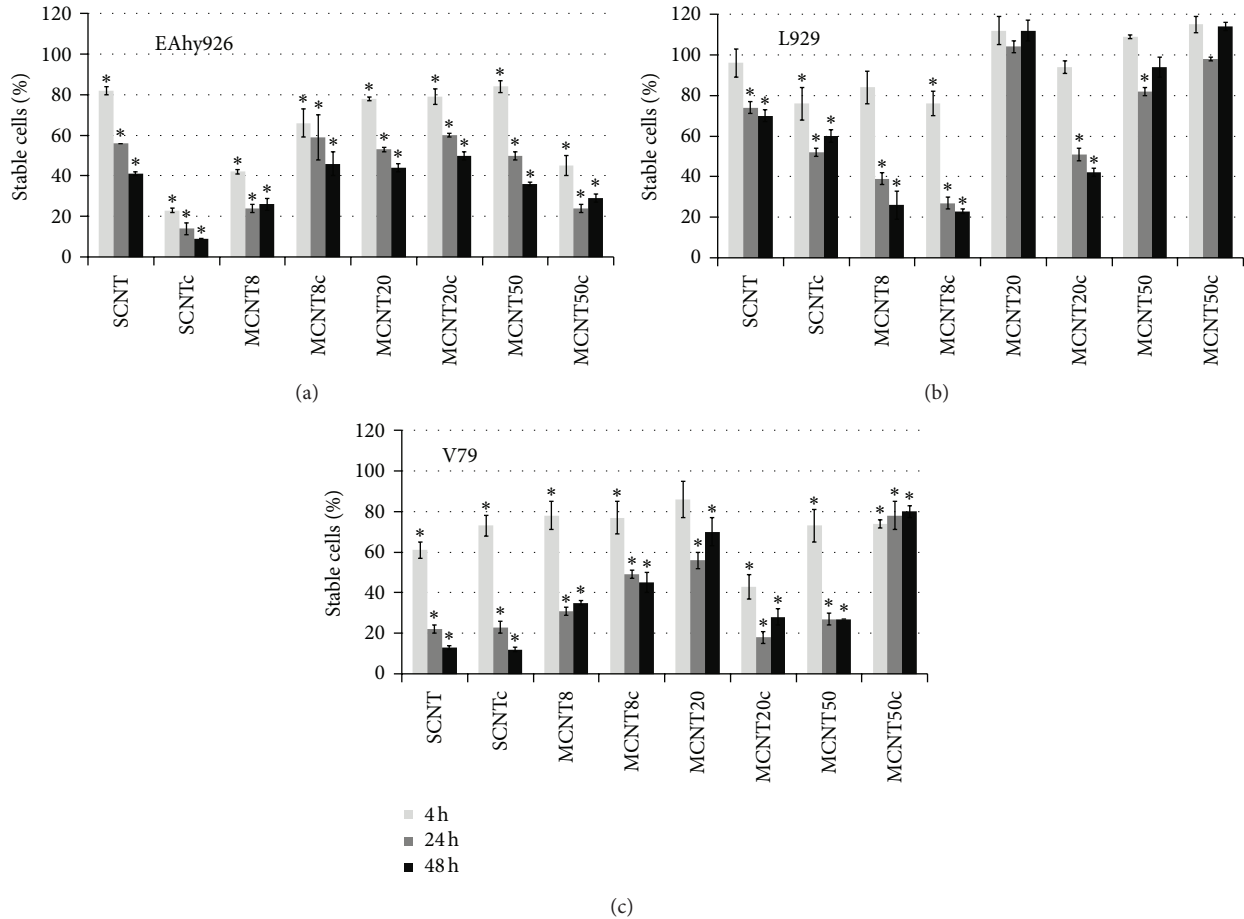 120
100
80
60
40
20
0
Stable cells (%)
EAhy926
* * * * * * * * * * * * * * * * * * * * * * * *
SCNT
SCNTc
MCNT8
MCNT8c
MCNT20
MCNT20c
MCNT50
MCNT50c
(a)
120
100
80
60
40
20
0
Stable cells (%)
L929
* * * * * * * * * * * * *
SCNT
SCNTc
MCNT8
MCNT8c
MCNT20
MCNT20c
MCNT50
MCNT50c
(b)
120
100
80
60
40
20
0
Stable cells (%)
V79
* * * * * * * * * * * * * * * * * * * * * * *
SCNT
SCNTc
MCNT8
MCNT8c
MCNT20
MCNT20c
MCNT50
MCNT50c
4 h
24 h
48 h
(c)